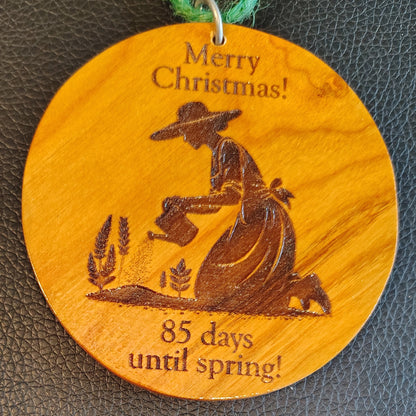 Merry
Christmas!
85 days
until spring!